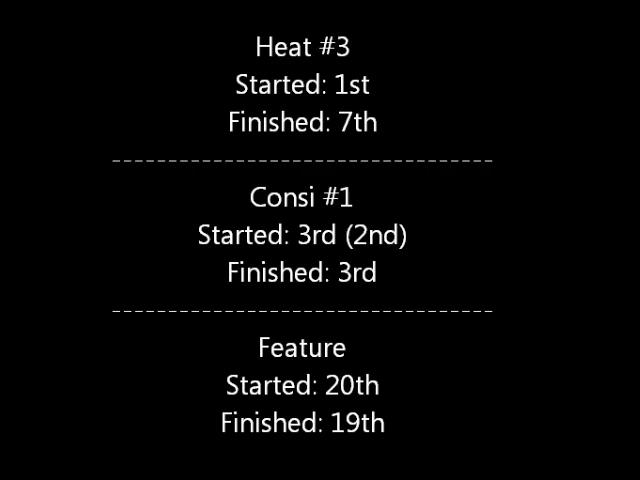 Heat #3
Started: 1st
Finished: 7th
----------------------------------
Consi #1
Started: 3rd (2nd)
Finished: 3rd
----------------------------------
Feature
Started: 20th
Finished: 19th